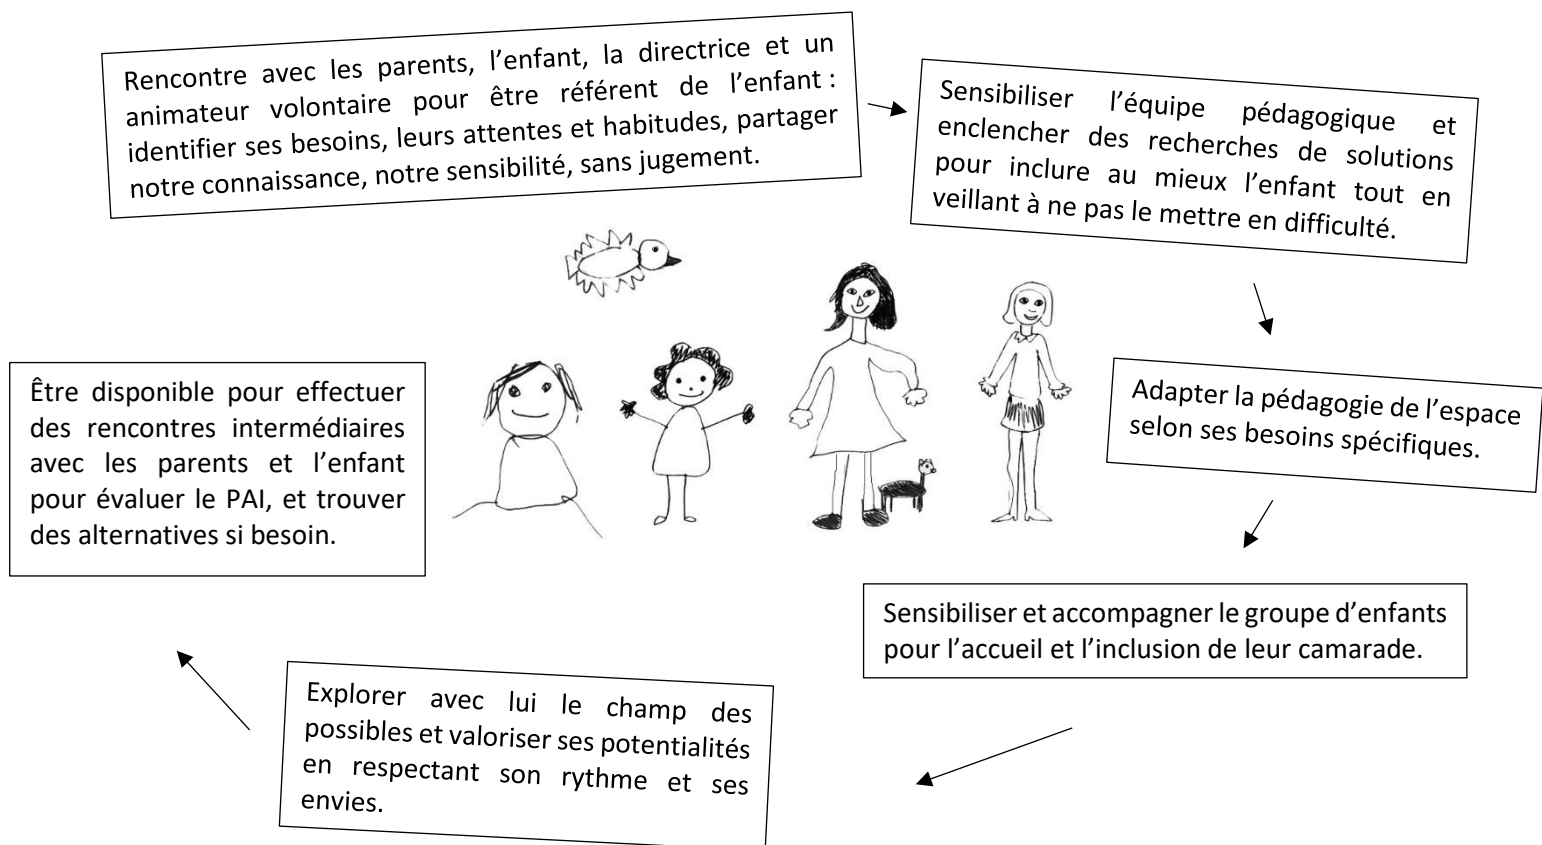 Rencontre avec les parents, l’enfant, la directrice et un
animateur volontaire pour être référent de l’enfant :
identifier ses besoins, leurs attentes et habitudes, partager
notre connaissance, notre sensibilité, sans jugement.
Sensibiliser l’équipe pédagogique et
enclencher des recherches de solutions
pour inclure au mieux l’enfant tout en
veillant à ne pas le mettre en difficulté.
Adapter la pédagogie de l’espace
selon ses besoins spécifiques.
Sensibiliser et accompagner le groupe d’enfants
pour l’accueil et l’inclusion de leur camarade.
Explorer avec lui le champ des
possibles et valoriser ses potentialités
en respectant son rythme et ses
envies.
Être disponible pour effectuer
des rencontres intermédiaires
avec les parents et l’enfant
pour évaluer le PAI, et trouver
des alternatives si besoin.